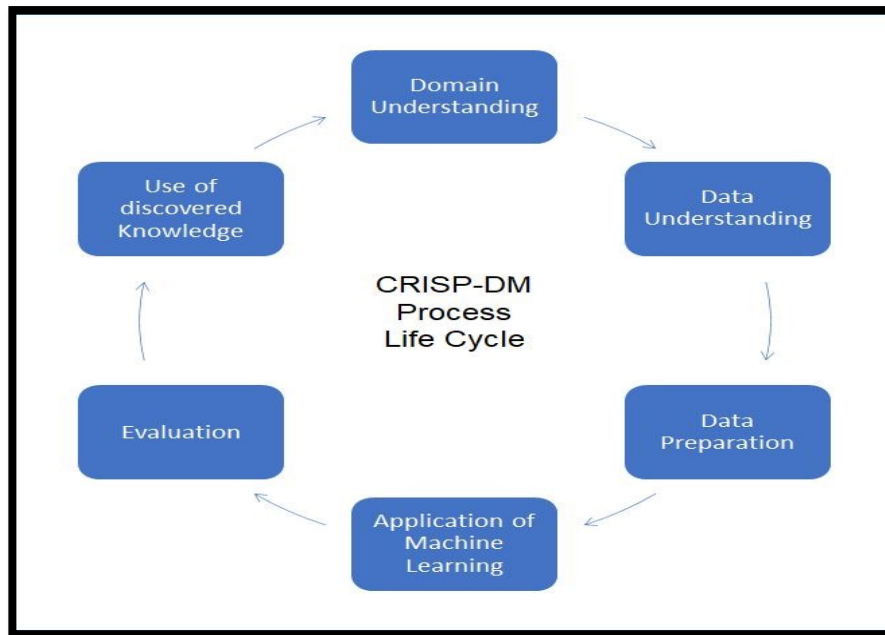 Domain
Understanding
Data
Understanding
Data
Preparation
Application of
Machine
Learning
Evaluation
Use of
discovered
Knowledge
CRISP-DM
Process
Life Cycle